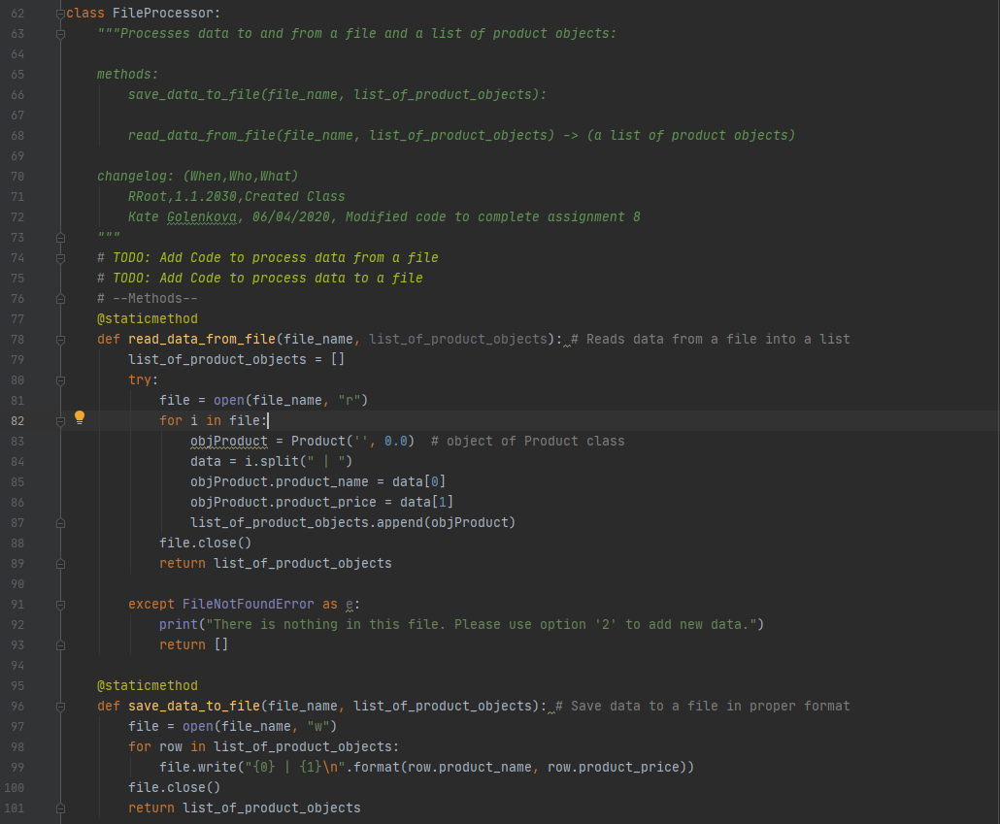 62 class FileProcessor:
63     """Processes data to and from a file and a list of product objects:
64
65     methods:
66         save_data_to_file(file_name, list_of_product_objects):
67
68         read_data_from_file(file_name, list_of_product_objects) -> (a list of product objects)
69
70     changelog: (When,Who,What)
71         RRoot,1.1.2030,Created Class
72         Kate Golenkova, 06/04/2020, Modified code to complete assignment 8
73     """
74     # TODO: Add Code to process data from a file
75     # TODO: Add Code to process data to a file
76     # --Methods--
77     @staticmethod
78     def read_data_from_file(file_name, list_of_product_objects): # Reads data from a file into a list
79         list_of_product_objects = []
80         try:
81             file = open(file_name, "r")
82             for i in file:
83                 objProduct = Product('', 0.0)  # object of Product class
84                 data = i.split(" | ")
85                 objProduct.product_name = data[0]
86                 objProduct.product_price = data[1]
87                 list_of_product_objects.append(objProduct)
88             file.close()
89             return list_of_product_objects
90
91         except FileNotFoundError as e:
92             print("There is nothing in this file. Please use option '2' to add new data.")
93             return []
94
95     @staticmethod
96     def save_data_to_file(file_name, list_of_product_objects): # Save data to a file in proper format
97         file = open(file_name, "w")
98         for row in list_of_product_objects:
99             file.write("{0} | {1}\n".format(row.product_name, row.product_price))
100         file.close()
101         return list_of_product_objects